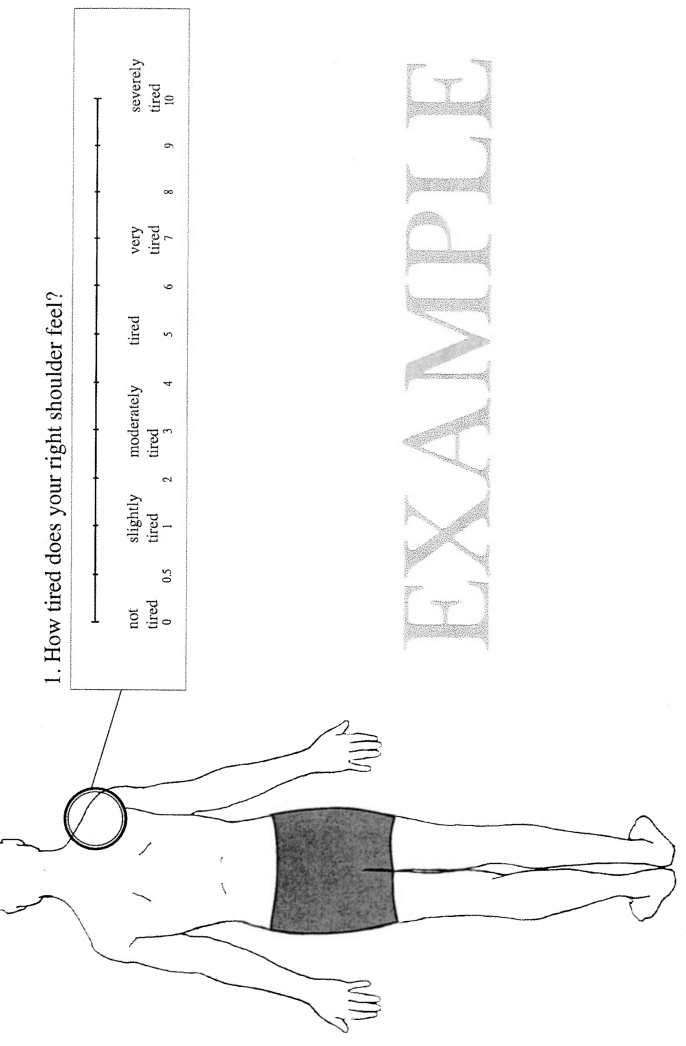 1. How tired does your right shoulder feel?
not tired
slightly tired
moderately tired
tired
very tired
severely tired
0 0.5 1 2 3 4 5 6 7 8 9 10
EXAMPLE